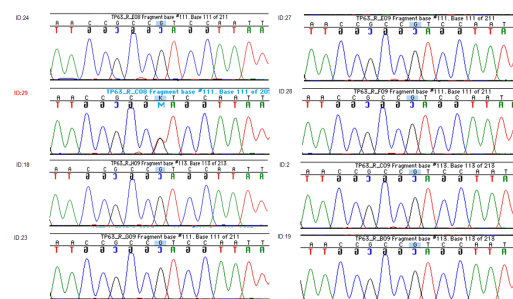 ID:24
TP63_R_E08 Fragment base #111. Base 111 of 211
A A C C G C C G T C C A A T T
T T G G C G G C A G G T T A A
ID:27
TP63_R_E09 Fragment base #111. Base 111 of 211
A A C C G C C G T C C A A T
T T G G C G G C A G G T T A
ID:29
TP63_R_C08 Fragment base #111. Base 111 of
A A C C G C C K T C C A A T T
T T G G C G G M A G G T T A A
ID:28
TP63_R_F09 Fragment base #111. Base 111 of 211
A A C C G C C G T C C A A T
T T G G C G G C A G G T T A
ID:18
TP63_R_H09 Fragment base #113. Base 113 of 213
A A C C G C C G T C C A A T T
T T G G C G G C A G G T T A A
ID:2
TP63_R_C09 Fragment base #113. Base 113 of 213
A A C C G C C G T C C A A T
T T G G C G G C A G G T T A
ID:23
TP63_R_G09 Fragment base #111. Base 111 of 211
A A C C G C C G T C C A A T T
T T G G C G G C A G G T T A A
ID:19
TP63_R_B09 Fragment base #113. Base 113 of 213
A A C C G C C G T C C A A T
T T G G C G G C A G G T T A